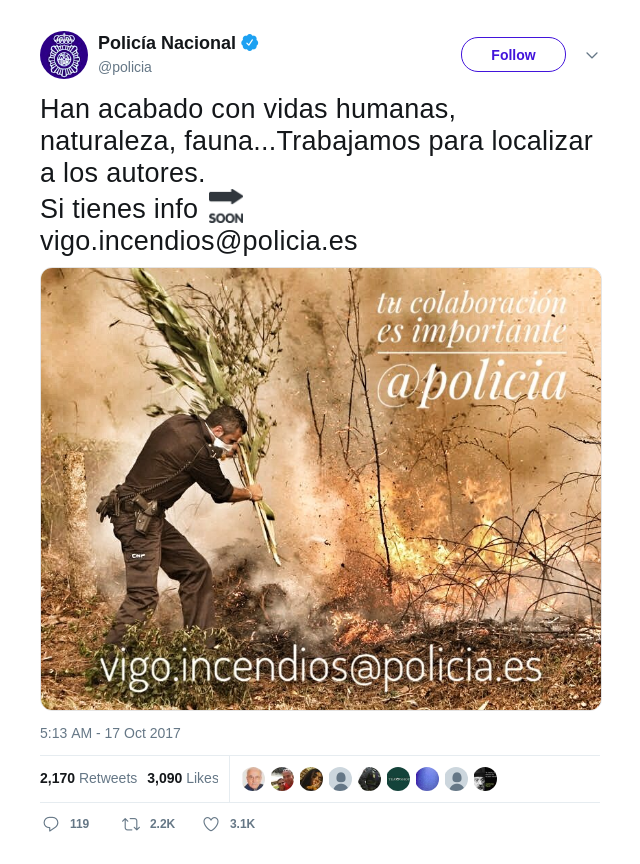 Policía Nacional
@policia
Follow
Han acabado con vidas humanas,
naturaleza, fauna...Trabajamos para localizar
a los autores.
Si tienes info SOON
vigo.incendios@policia.es
tu colaboración
es importante
@policia
CNP
vigo.incendios@policia.es
5:13 AM - 17 Oct 2017
2,170 Retweets 3,090 Likes
119 2.2K 3.1K